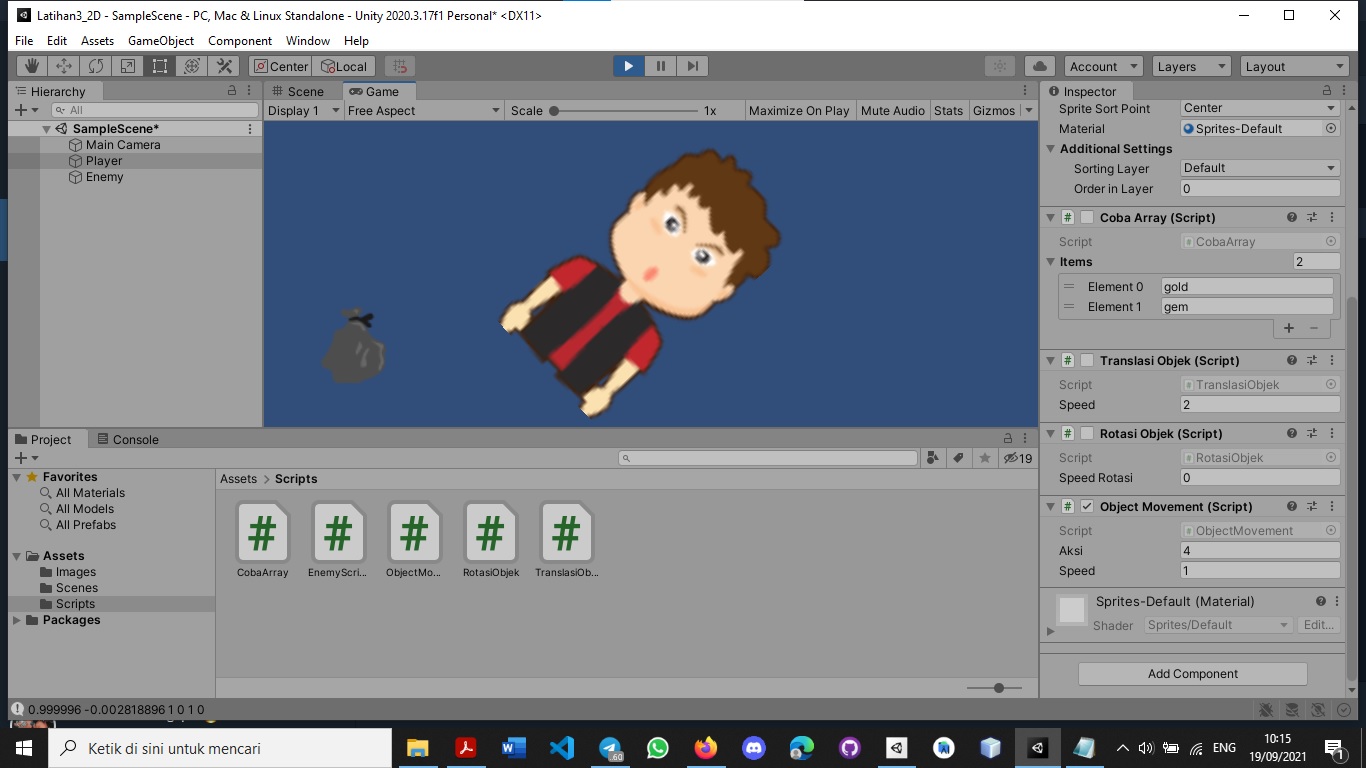 Latihan3_2D - SampleScene - PC, Mac & Linux Standalone - Unity 2020.3.17f1 Personal* <DX11>
File Edit Assets GameObject Component Window Help
Center Local Account Layers Layout
Hierarchy
All
SampleScene*
Main Camera
Player
Enemy
Scene Game
Display 1 Free Aspect Scale 1x Maximize On Play Mute Audio Stats Gizmos
Inspector
Sprite Sort Point Center
Material Sprites-Default
Additional Settings
Sorting Layer Default
Order in Layer 0
# Coba Array (Script)
Script # CobaArray
Items 2
Element 0 gold
Element 1 gem
# Translasi Objek (Script)
Script # TranslasiObjek
Speed 2
# Rotasi Objek (Script)
Script # RotasiObjek
Speed Rotasi 0
# Object Movement (Script)
Script # ObjectMovement
Aksi 4
Speed 1
Sprites-Default (Material)
Shader Sprites/Default Edit...
Add Component
Project Console
19
Favorites
All Materials
All Models
All Prefabs
Assets
Images
Scenes
Scripts
Packages
Assets > Scripts
# # # # #
CobaArray EnemyScri... ObjectMo... RotasiObjek TranslasiOb...
0.999996 -0.002818896 1 0 1 0
Ketik di sini untuk mencari
.60
ENG
10:15
19/09/2021
1